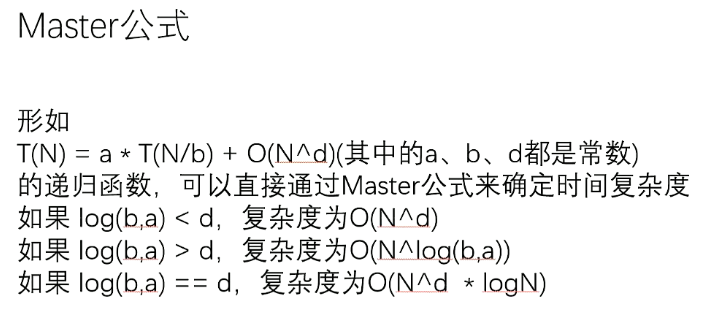 Master公式
形如
T(N) = a * T(N/b) + O(N^d)(其中的a、b、d都是常数)
的递归函数，可以直接通过Master公式来确定时间复杂度
如果 log(b,a) < d，复杂度为O(N^d)
如果 log(b,a) > d，复杂度为O(N^log(b,a))
如果 log(b,a) == d，复杂度为O(N^d  * logN)